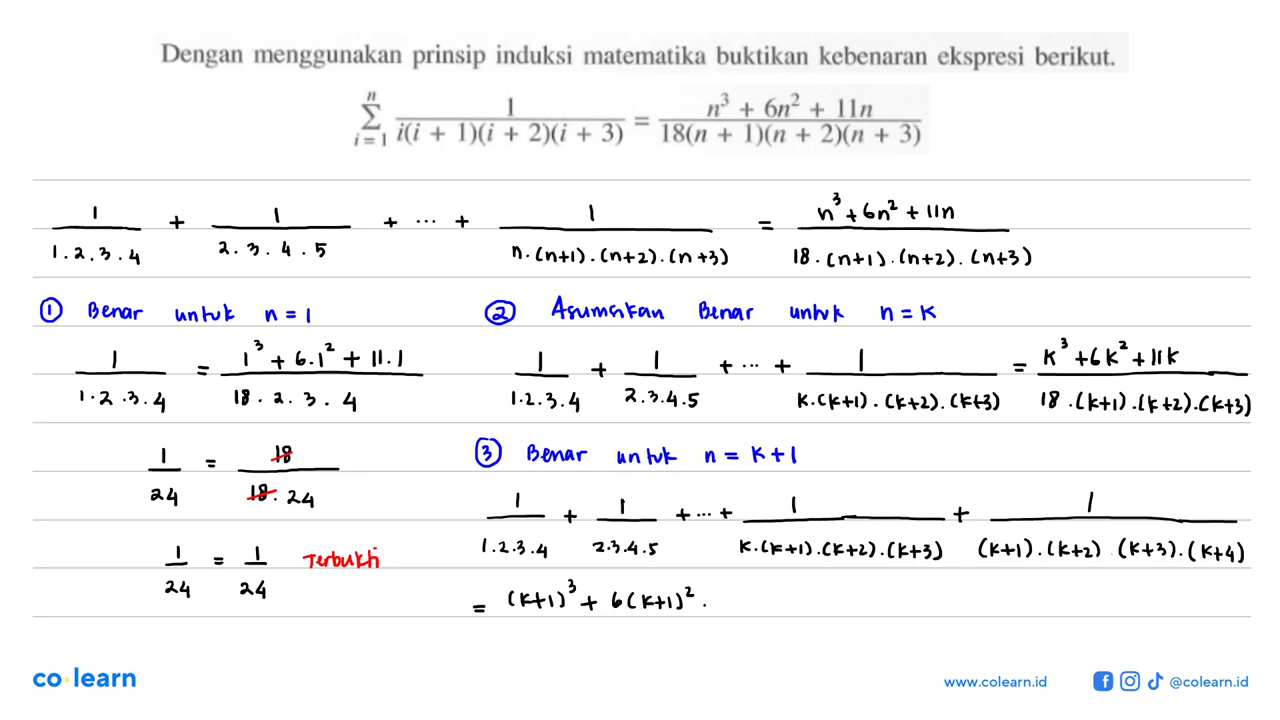 Dengan menggunakan prinsip induksi matematika buktikan kebenaran ekspresi berikut.
n Σ i = 1 1/(i(i + 1)(i + 2)(i + 3)) = (n³ + 6n² + 11n)/(18(n + 1)(n + 2)(n + 3))
1/(1.2.3.4) + 1/(2.3.4.5) + ... + 1/(n.(n+1).(n+2).(n+3)) = (n³+6n²+11n)/(18.(n+1).(n+2).(n+3))
① Benar untuk n = 1
1/(1.2.3.4) = (1³ + 6.1² + 11.1)/(18.2.3.4)
1/24 = 18/(18.24)
1/24 = 1/24 Terbukti
② Asumsikan Benar untuk n = k
1/(1.2.3.4) + 1/(2.3.4.5) + ... + 1/(k.(k+1).(k+2).(k+3)) = (k³+6k²+11k)/(18.(k+1).(k+2).(k+3))
③ Benar untuk n = k+1
1/(1.2.3.4) + 1/(2.3.4.5) + ... + 1/(k.(k+1).(k+2).(k+3)) + 1/((k+1).(k+2) (k+3).(k+4))
= (k+1)³ + 6(k+1)².
co·learn
www.colearn.id
@colearn.id